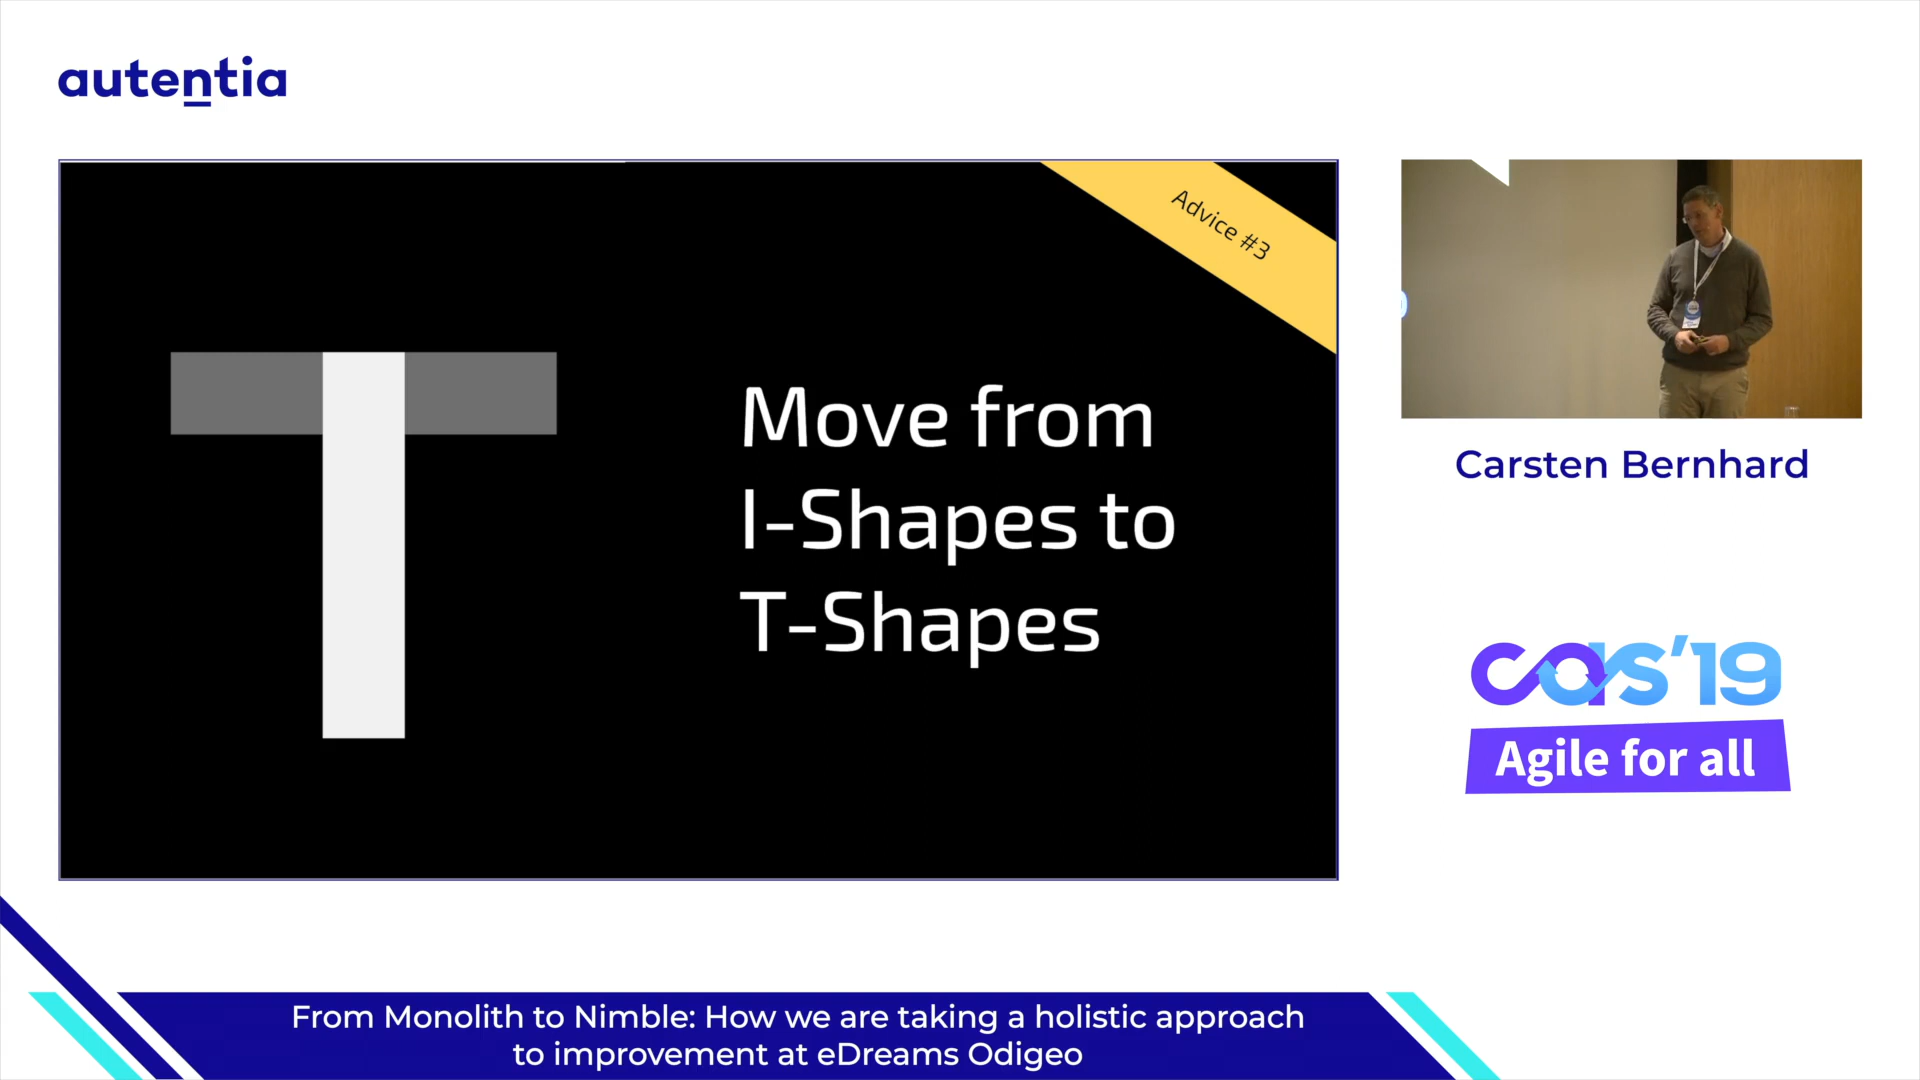 autentia
Advice #3
Move from
I-Shapes to
T-Shapes
Carsten Bernhard
cas'19
Agile for all
From Monolith to Nimble: How we are taking a holistic approach
to improvement at eDreams Odigeo